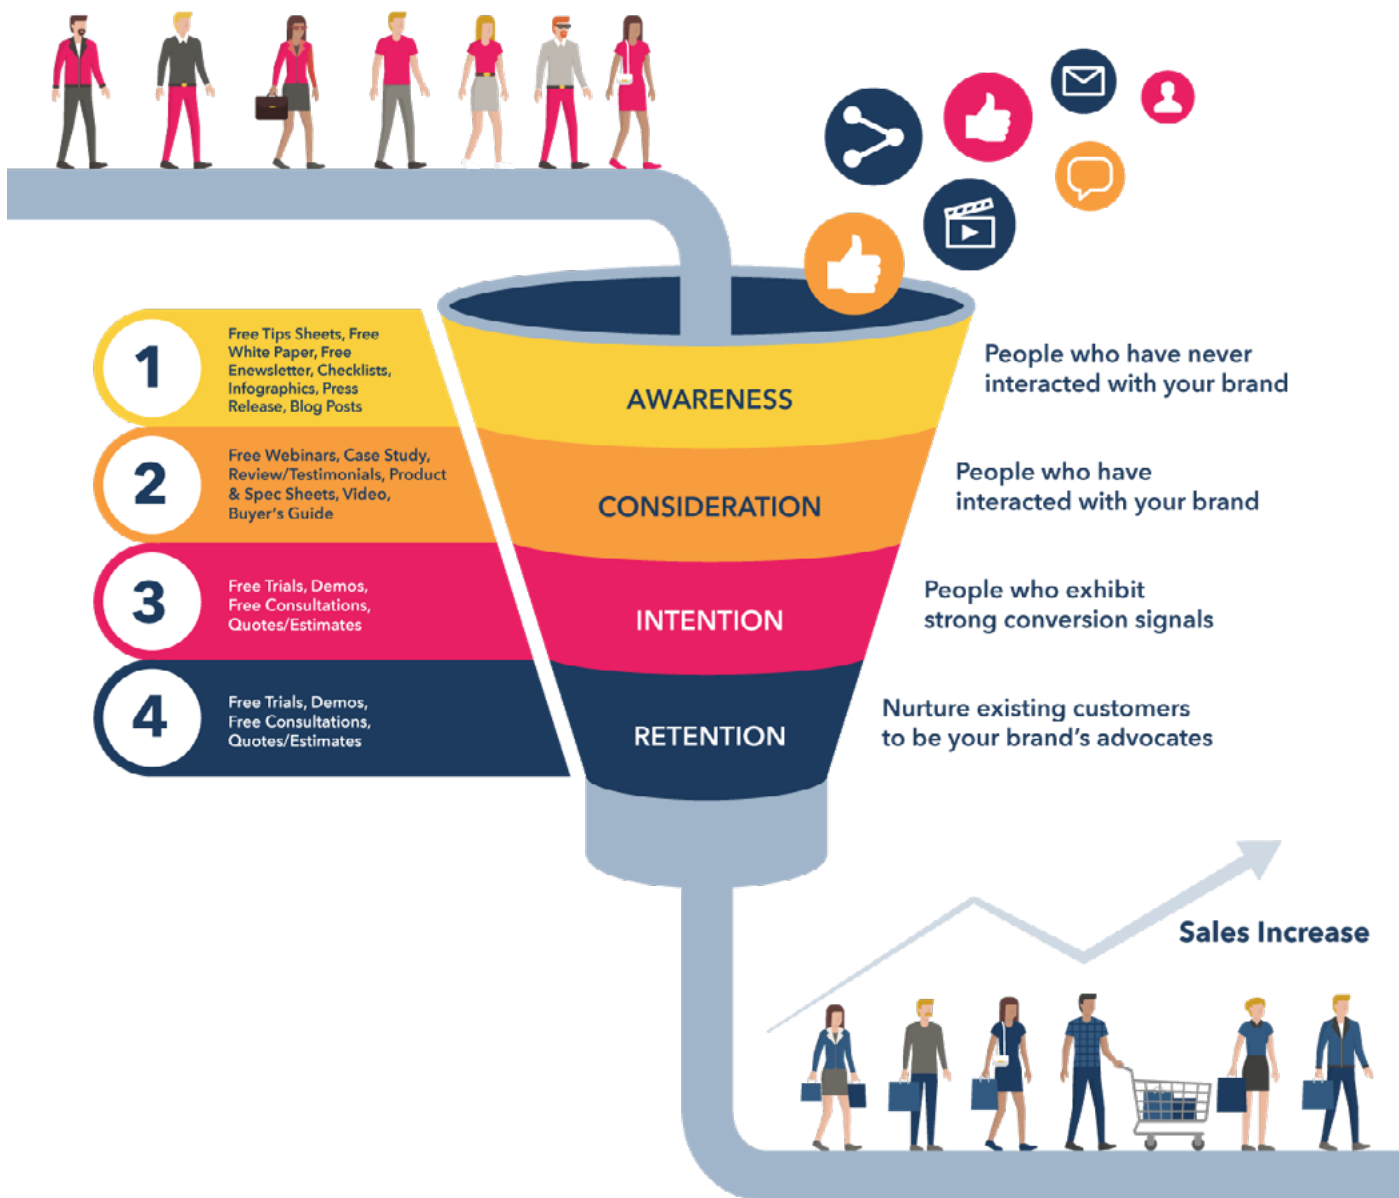 1
Free Tips Sheets, Free
White Paper, Free
Enewsletter, Checklists,
Infographics, Press
Release, Blog Posts
AWARENESS
People who have never
interacted with your brand
2
Free Webinars, Case Study,
Review/Testimonials, Product
& Spec Sheets, Video,
Buyer's Guide
CONSIDERATION
People who have
interacted with your brand
3
Free Trials, Demos,
Free Consultations,
Quotes/Estimates
INTENTION
People who exhibit
strong conversion signals
4
Free Trials, Demos,
Free Consultations,
Quotes/Estimates
RETENTION
Nurture existing customers
to be your brand's advocates
Sales Increase